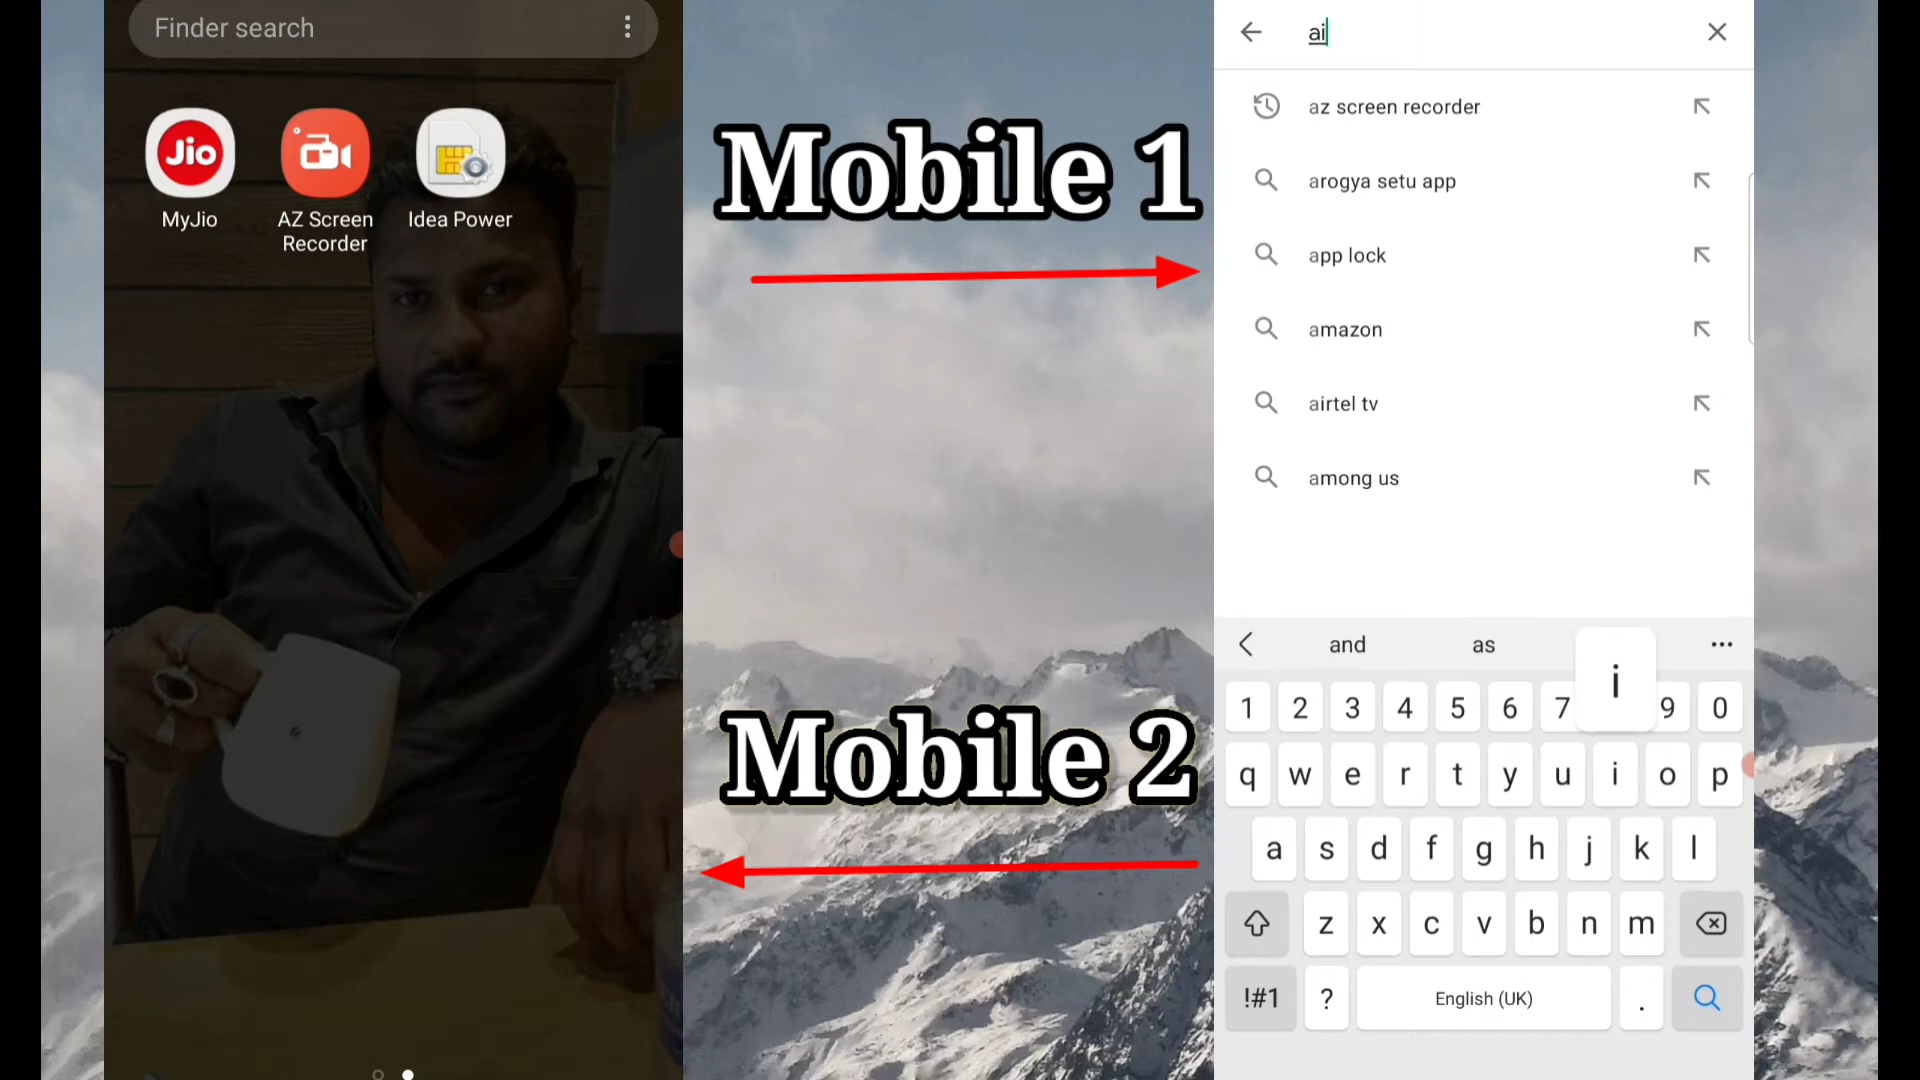 Finder search
Jio
MyJio
AZ Screen
Recorder
Idea Power
Mobile 1
Mobile 2
ai
az screen recorder
arogya setu app
app lock
amazon
airtel tv
among us
and as
i
1 2 3 4 5 6 7 9 0
q w e r t y u i o p
a s d f g h j k l
z x c v b n m
!#1 ? English (UK) .